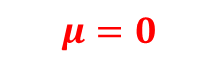 μ = 0